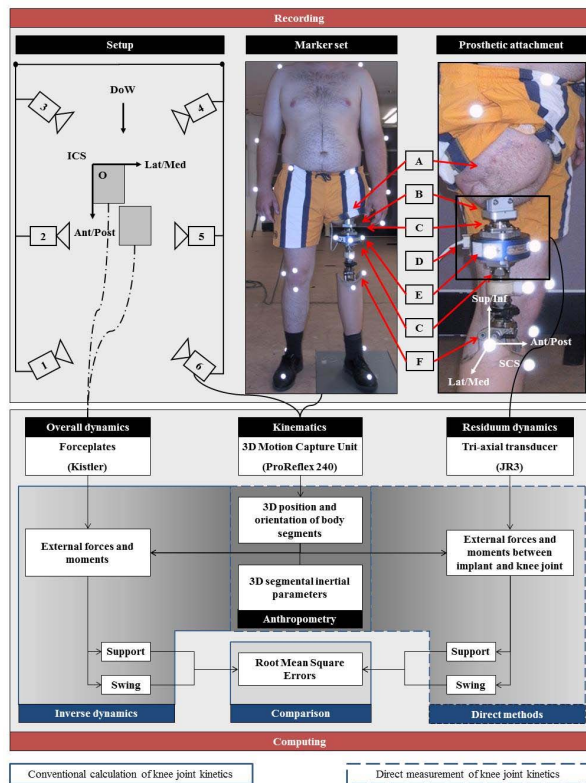 Recording
Setup
Marker set
Prosthetic attachment
3
4
DoW
ICS
O
Lat/Med
Ant/Post
2
5
1
6
A
B
C
D
E
C
F
Sup/Inf
Ant/Post
SCS
Lat/Med
Overall dynamics
Forceplates
(Kistler)
Kinematics
3D Motion Capture Unit
(ProReflex 240)
Residuum dynamics
Tri-axial transducer
(JR3)
3D position and
orientation of body
segments
External forces and
moments
External forces and
moments between
implant and knee joint
3D segmental inertial
parameters
Anthropometry
Support
Swing
Root Mean Square
Errors
Support
Swing
Inverse dynamics
Comparison
Direct methods
Computing
Conventional calculation of knee joint kinetics
Direct measurement of knee joint kinetics